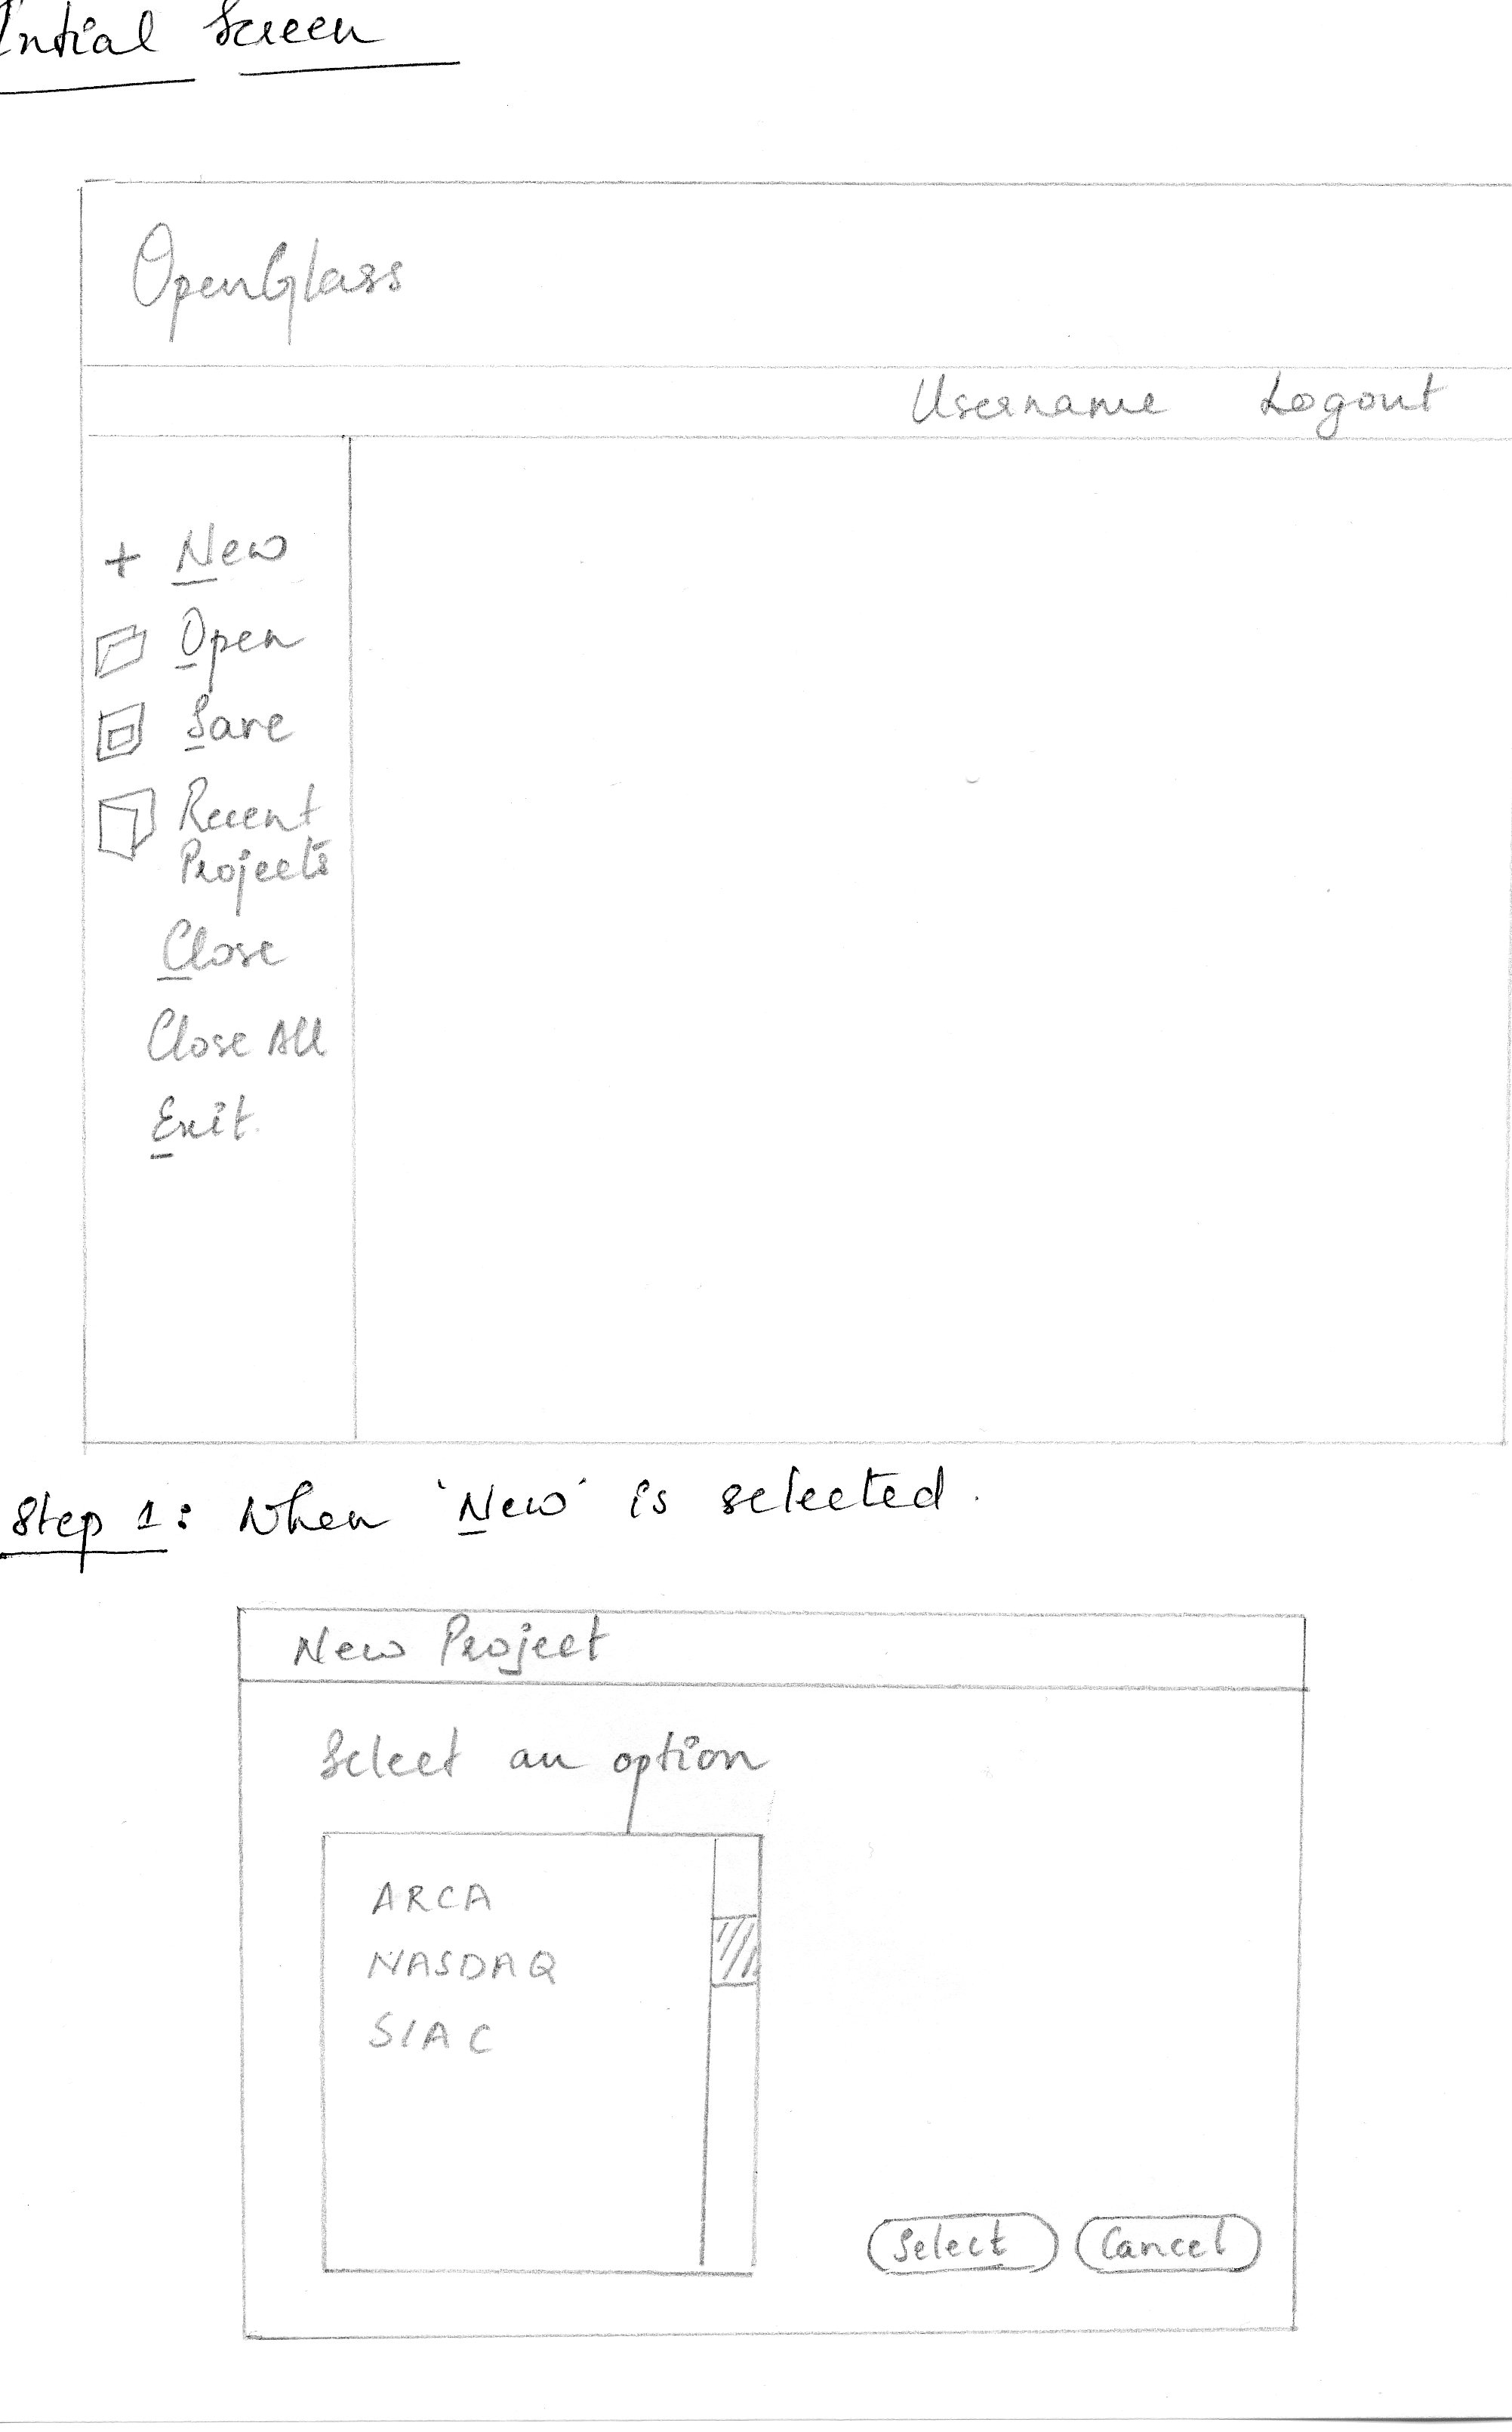 Intial Screen
OpenGlass
Username Logout
+ New
Open
Save
Recent
Projects
Close
Close All
Exit.
Step 1: When 'New' is selected.
New Project
Select an option
ARCA
NASDAQ
SIAC
Select Cancel